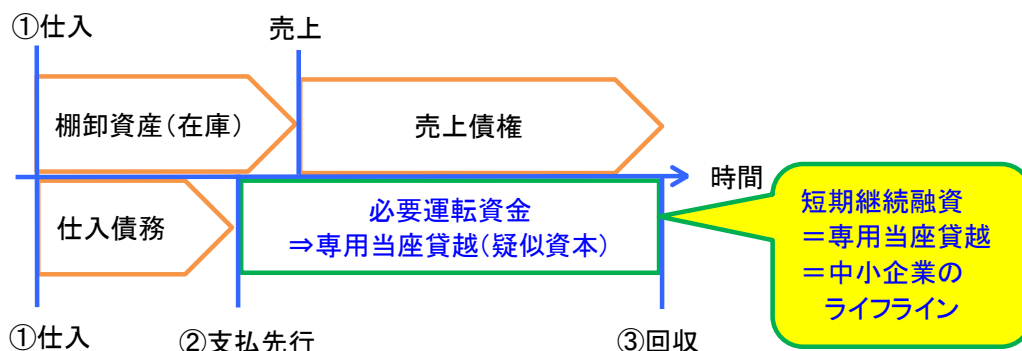 ①仕入
売上
棚卸資産(在庫)
売上債権
時間
仕入債務
必要運転資金
⇒専用当座貸越(疑似資本)
短期継続融資
=専用当座貸越
=中小企業の
ライフライン
①仕入
②支払先行
③回収